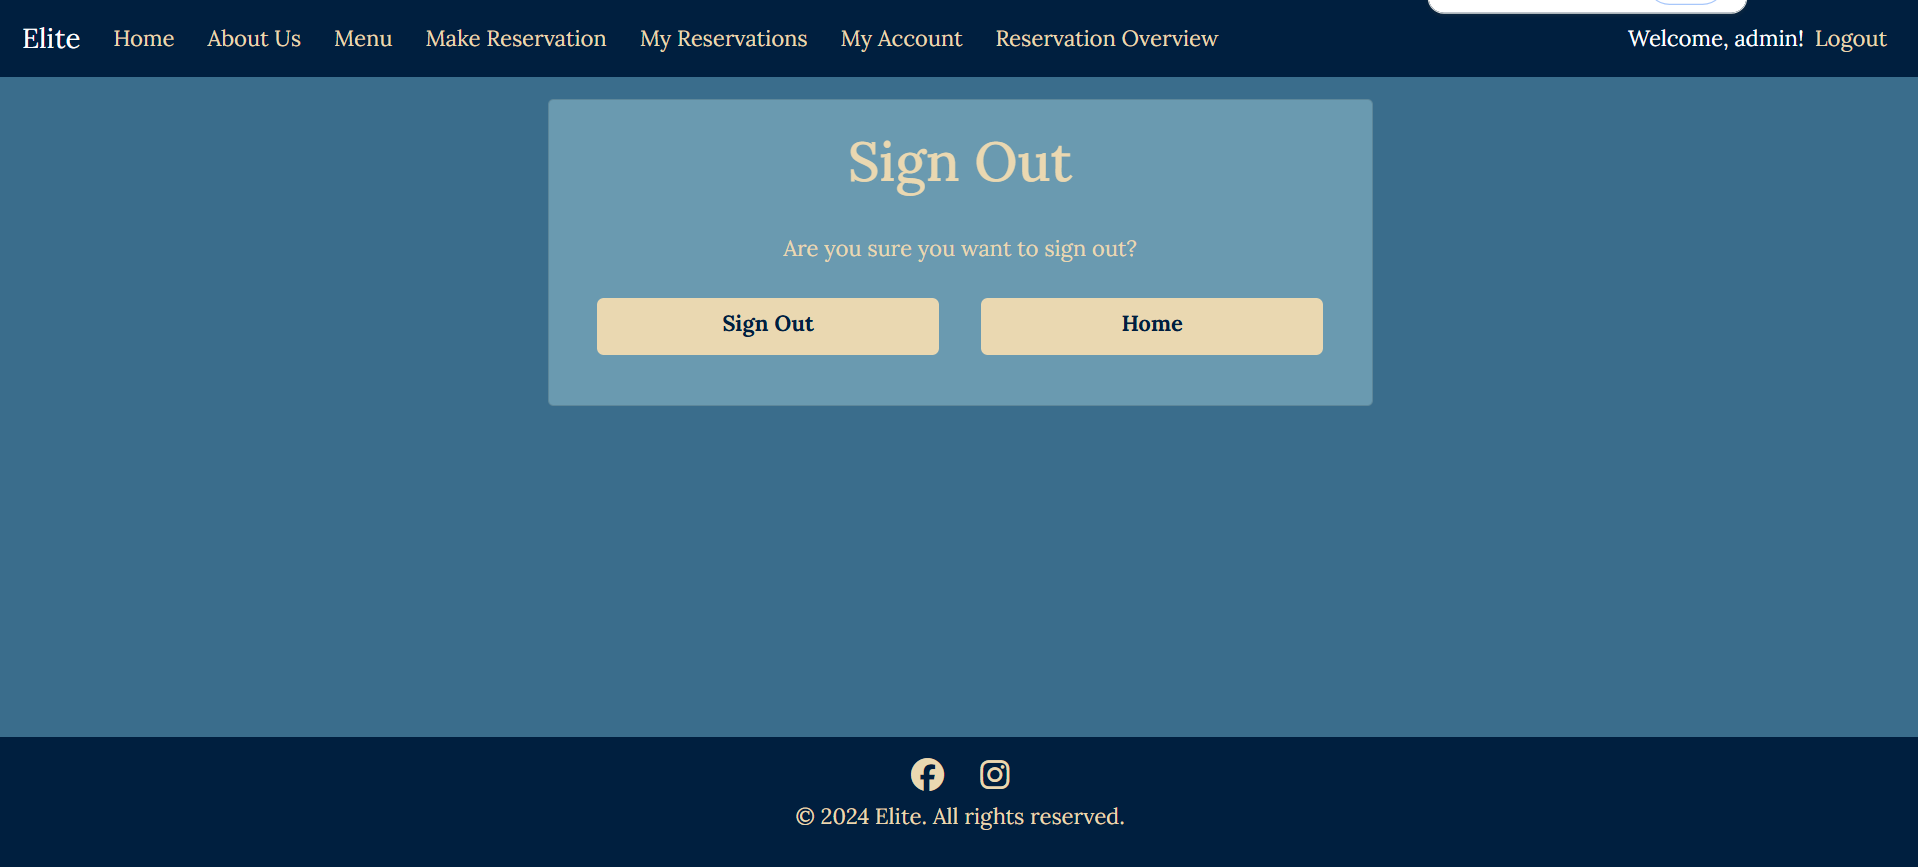 Elite Home About Us Menu Make Reservation My Reservations My Account Reservation Overview Welcome, admin! Logout
Sign Out
Are you sure you want to sign out?
Sign Out Home
© 2024 Elite. All rights reserved.